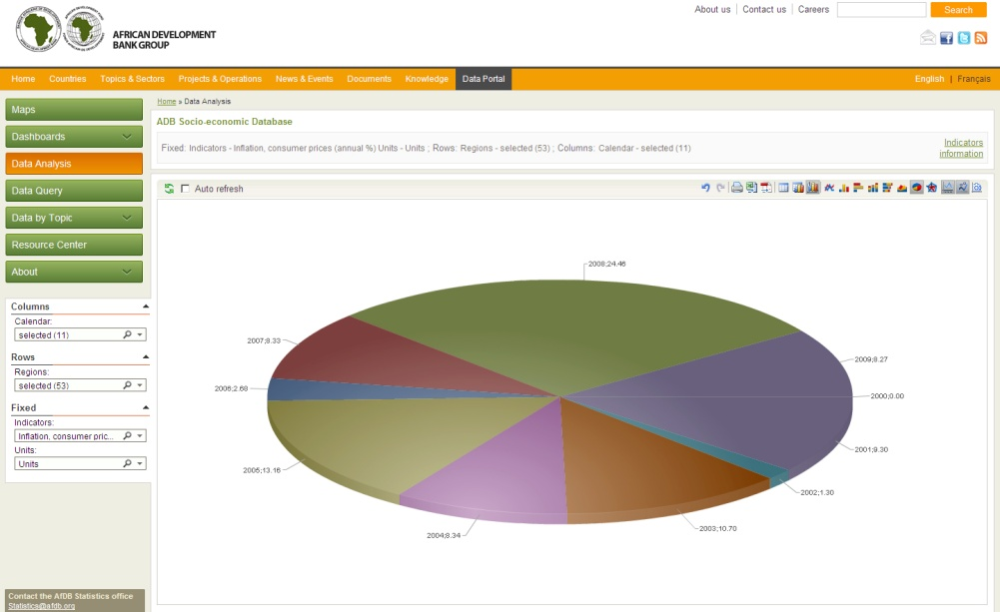 About us | Contact us | Careers
Search
AFRICAN DEVELOPMENT
BANK GROUP
Home Countries Topics & Sectors Projects & Operations News & Events Documents Knowledge Data Portal English | Français
Home » Data Analysis
Maps
Dashboards
Data Analysis
Data Query
Data by Topic
Resource Center
About
ADB Socio-economic Database
Fixed: Indicators - Inflation, consumer prices (annual %) Units - Units ; Rows: Regions - selected (53) ; Columns: Calendar - selected (11)
Indicators
information
Auto refresh
Columns
Calendar:
selected (11)
Rows
Regions:
selected (53)
Fixed
Indicators:
Inflation, consumer pric...
Units:
Units
2008;24.46
2007;8.33
2009;8.27
2006;2.68
2000;0.00
2001;9.30
2005;13.16
2002;1.30
2003;10.70
2004;8.34
Contact the AfDB Statistics office
Statistics@afdb.org